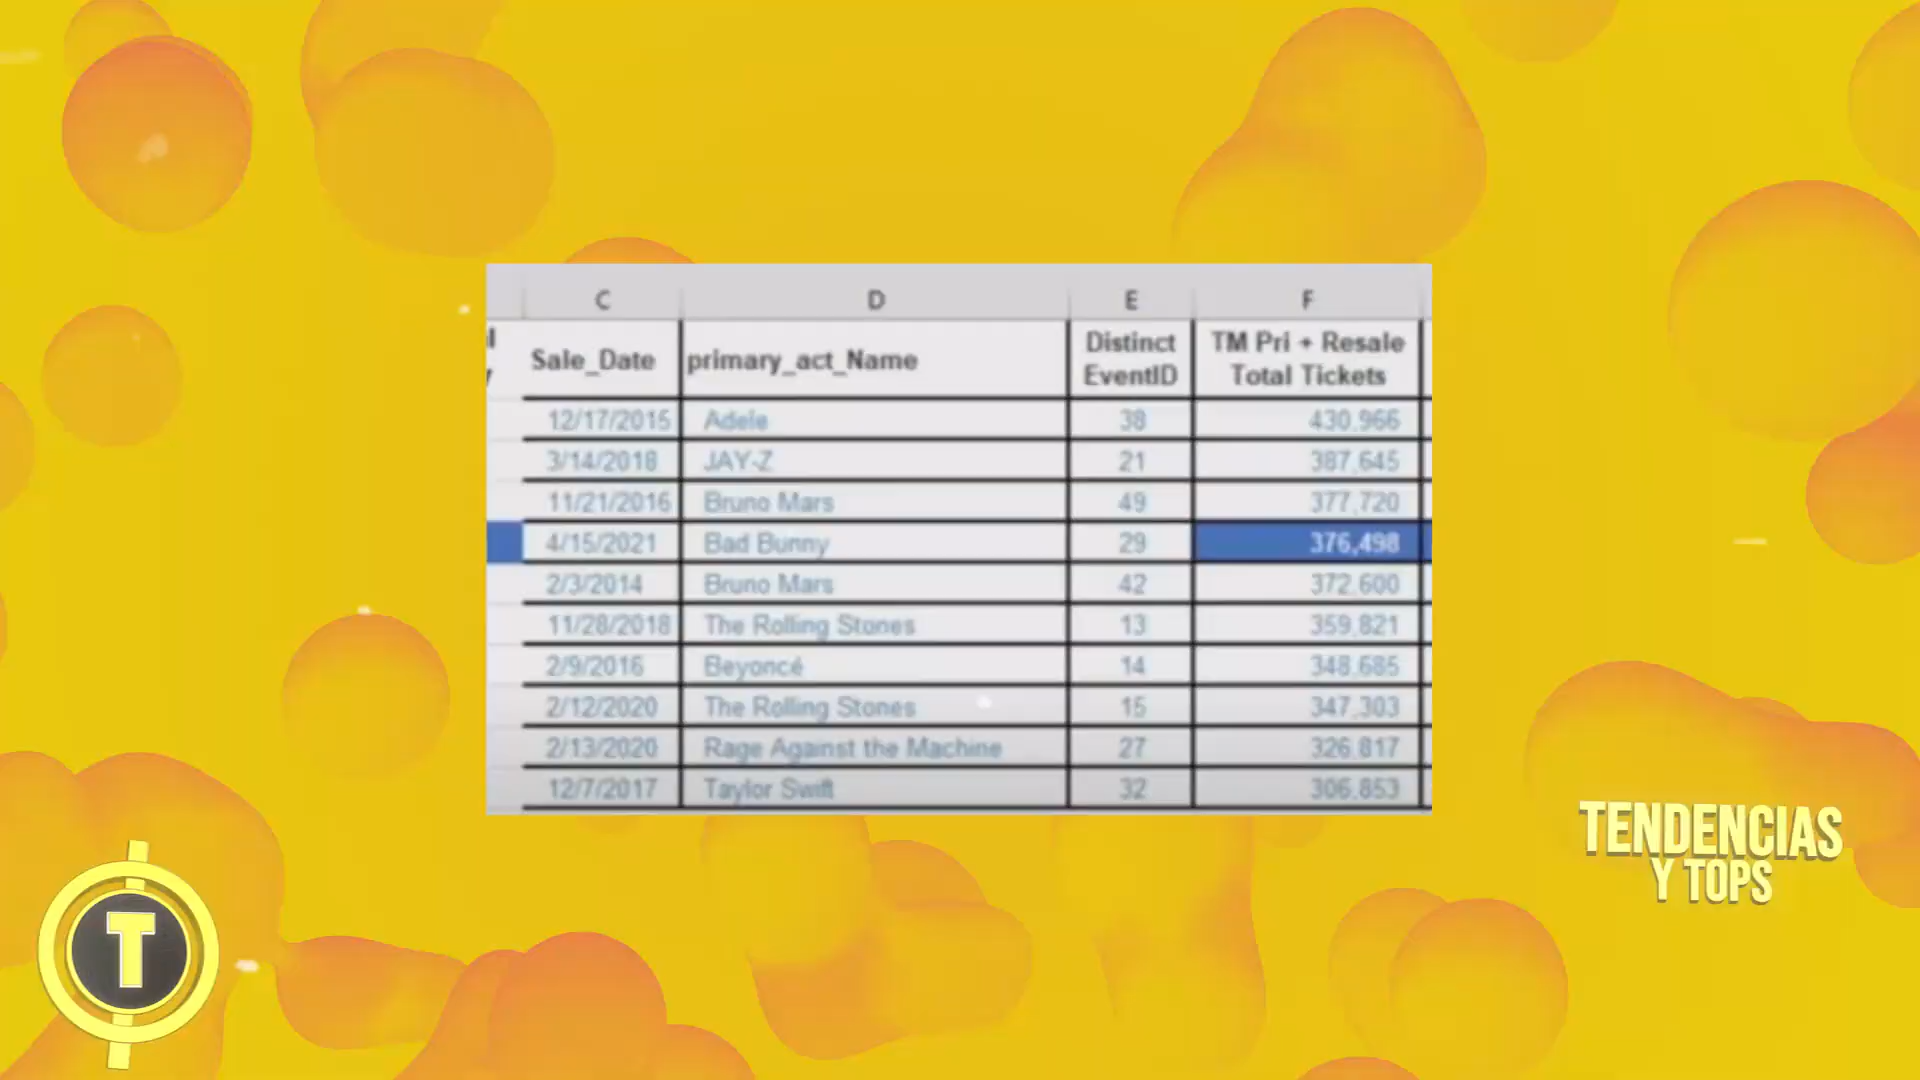 C D E F
l
Sale_Date primary_act_Name Distinct EventID TM Pri + Resale Total Tickets
12/17/2015 Adele 38 430,966
3/14/2018 JAY-Z 21 387,645
11/21/2016 Bruno Mars 49 377,720
4/15/2021 Bad Bunny 29 376,498
2/3/2014 Bruno Mars 42 372,600
11/28/2018 The Rolling Stones 13 359,821
2/9/2016 Beyoncé 14 348,685
2/12/2020 The Rolling Stones 15 347,303
2/13/2020 Rage Against the Machine 27 326,817
12/7/2017 Taylor Swift 32 306,853
TENDENCIAS
Y TOPS
T